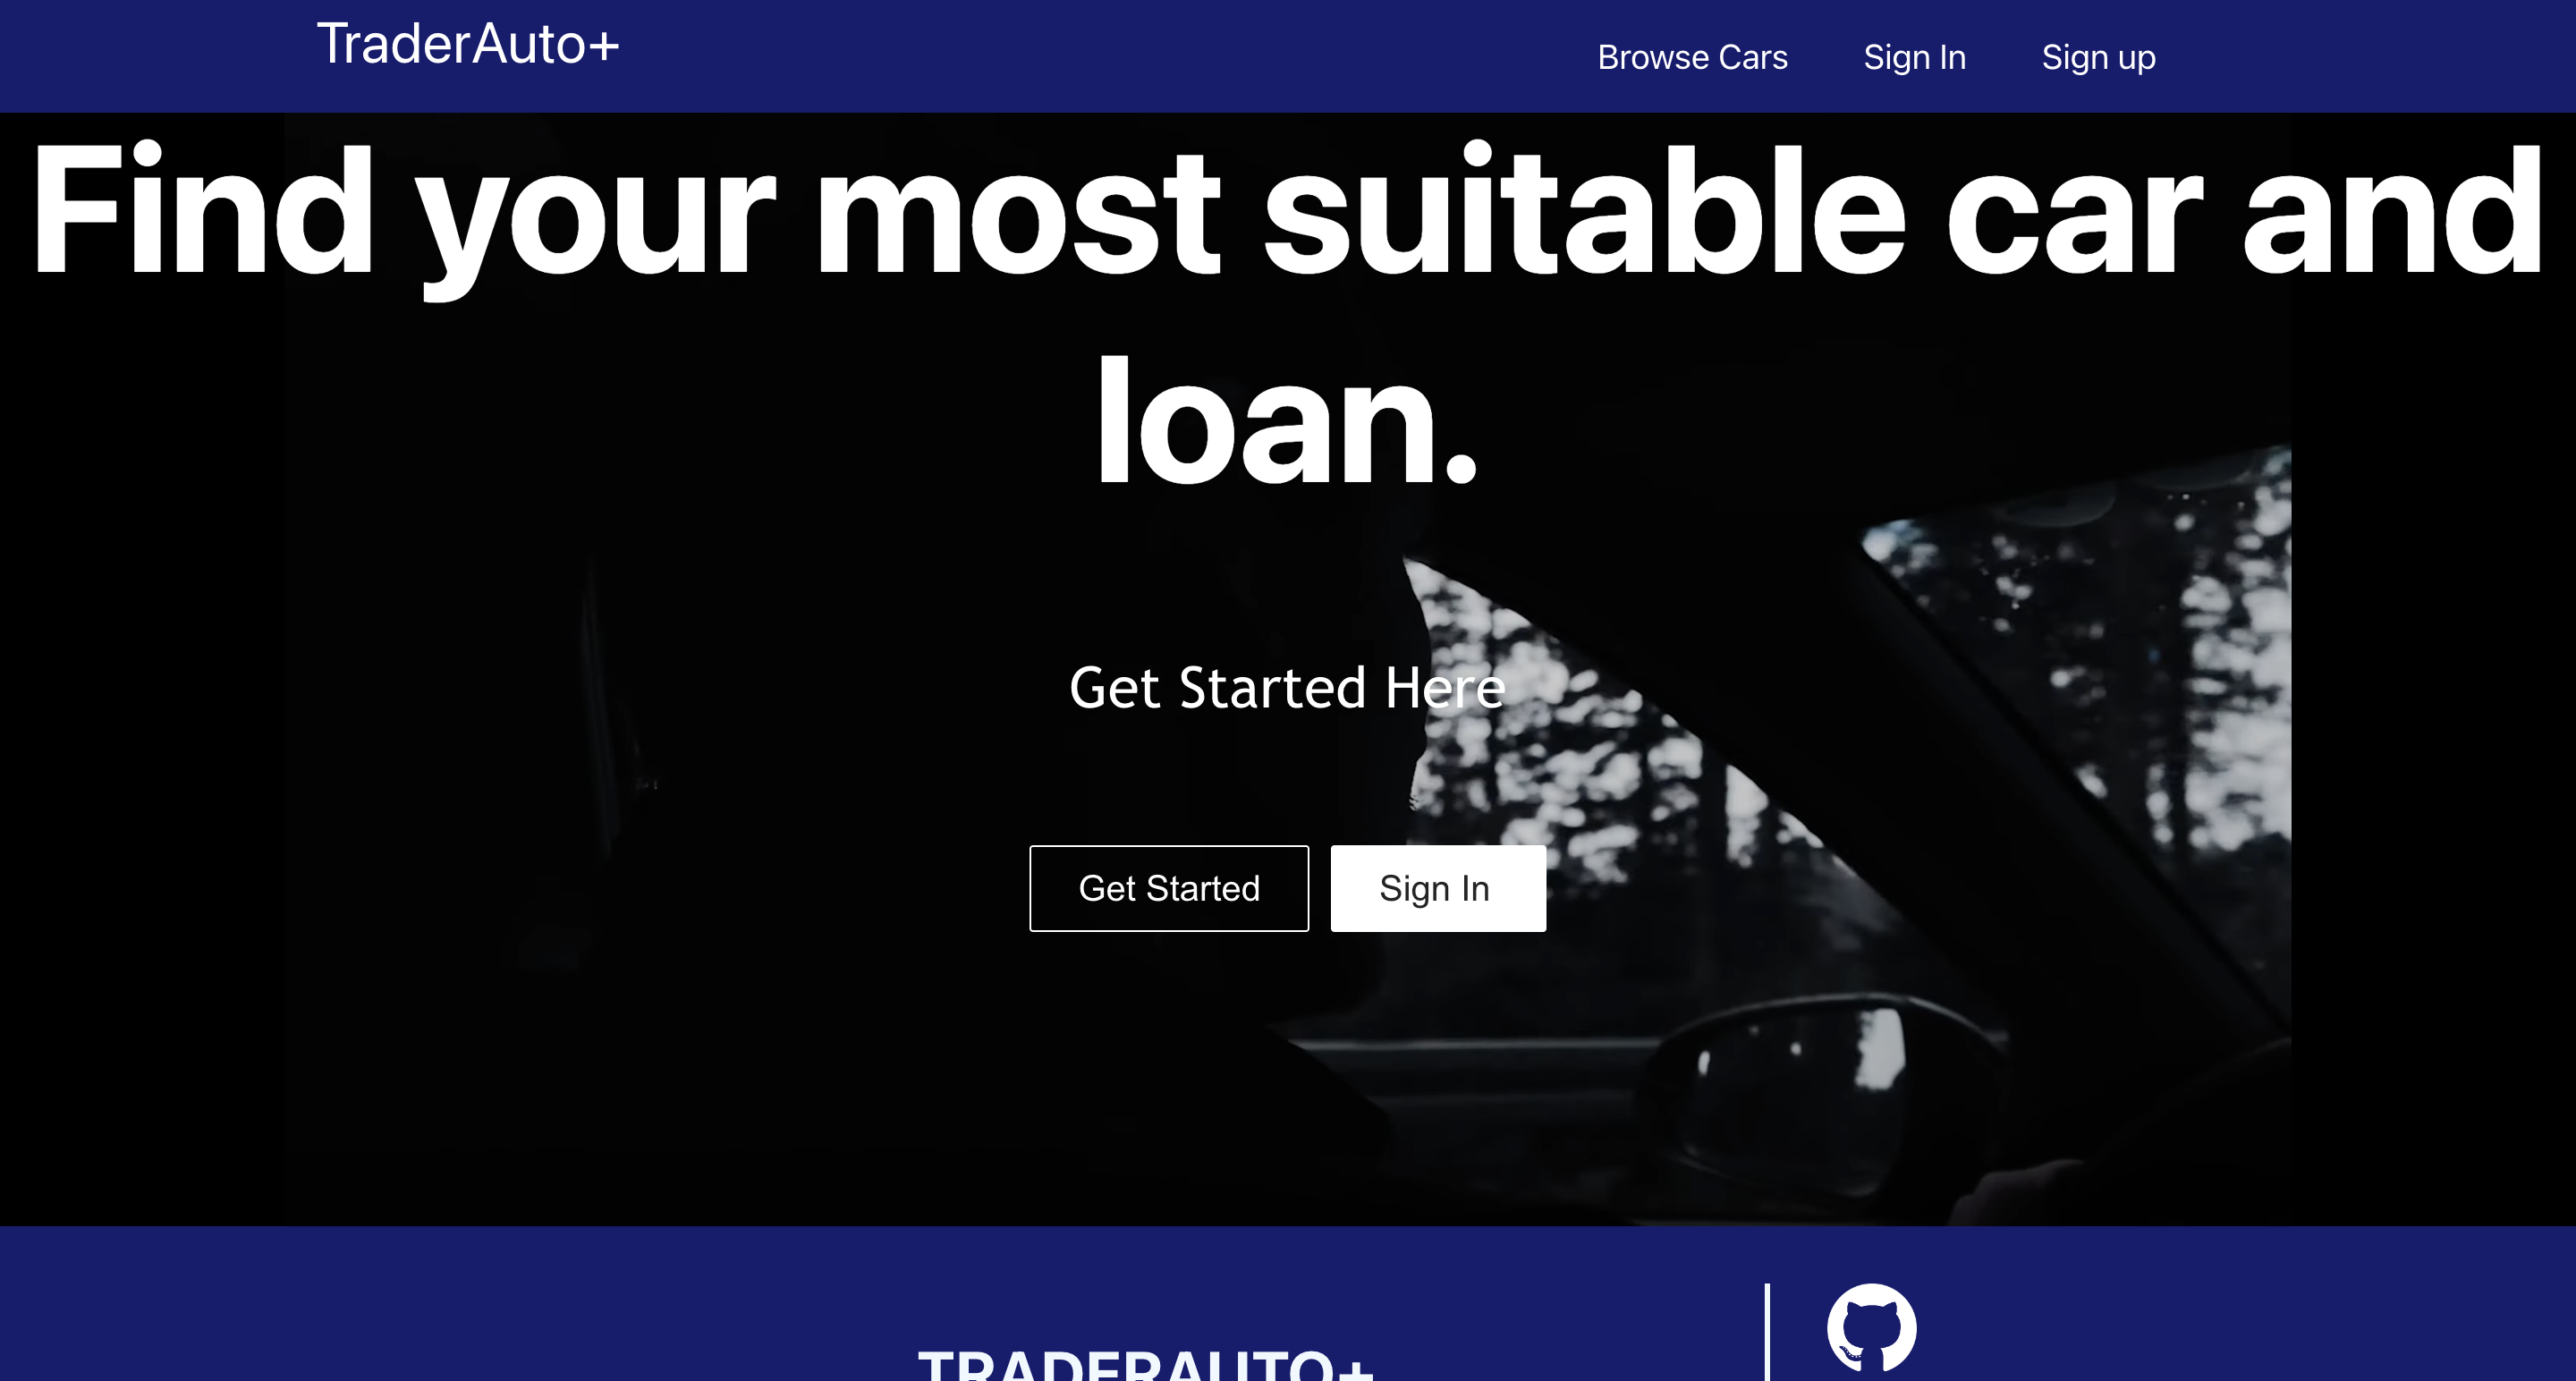 TraderAuto+
Browse Cars Sign In Sign up
Find your most suitable car and
loan.
Get Started Here
Get Started Sign In
TRADERAUTO+